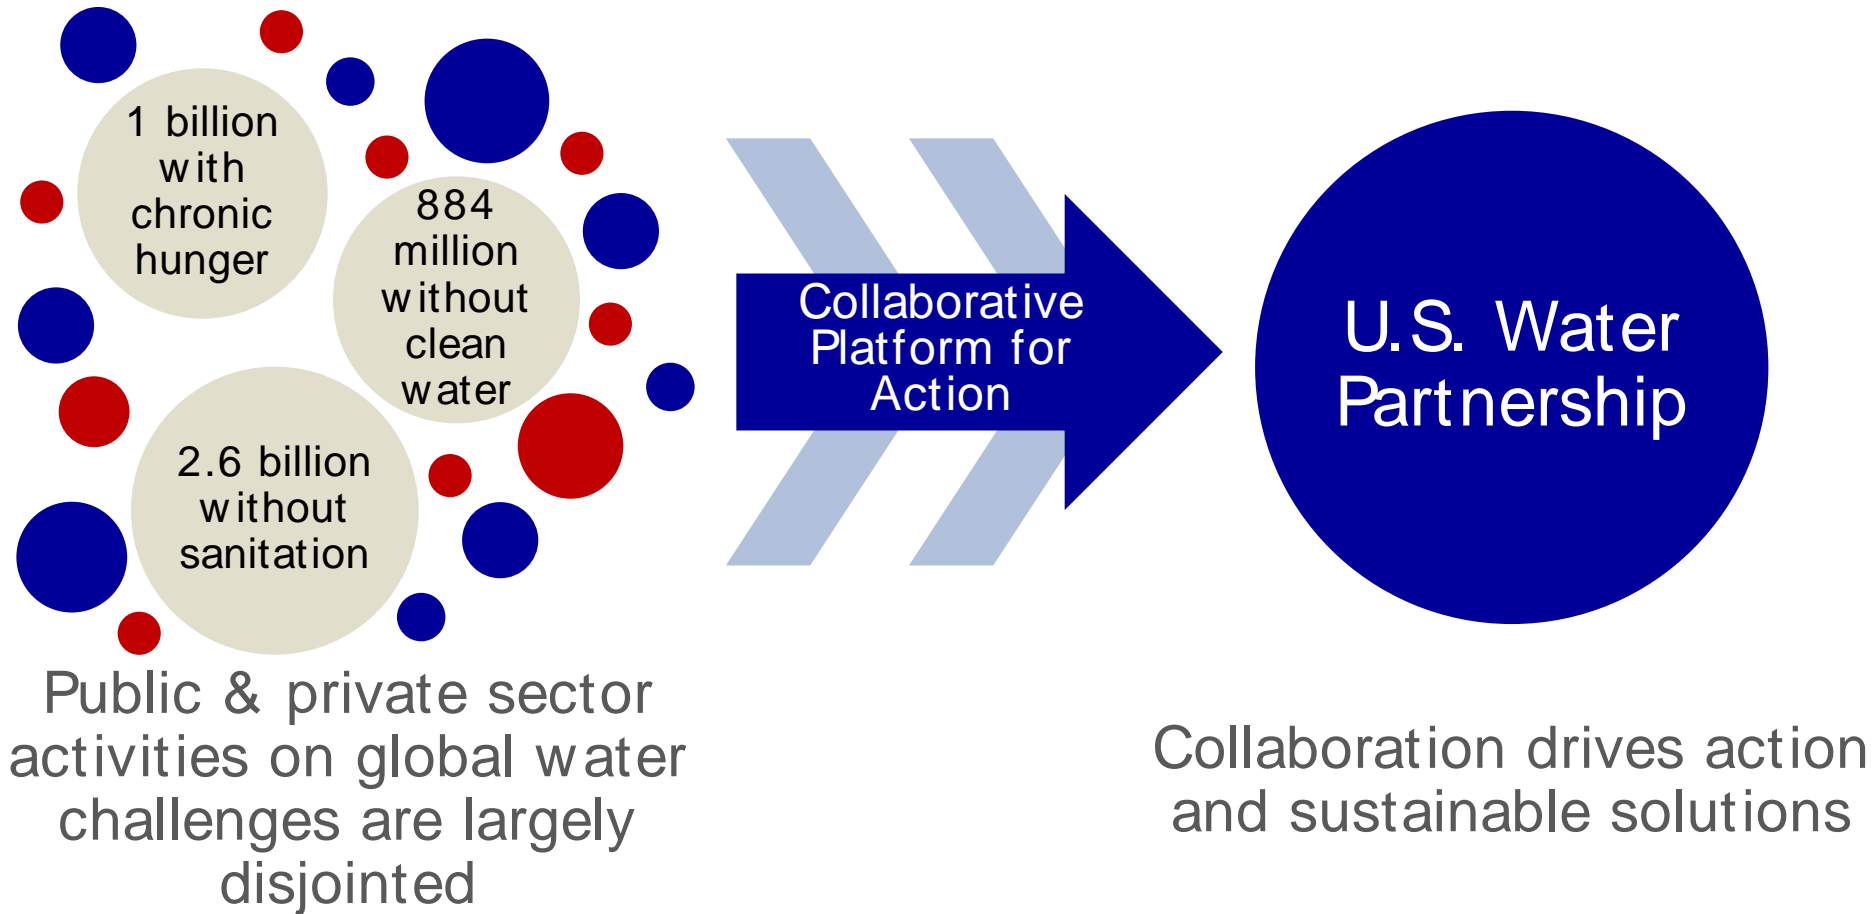 1 billion
with
chronic
hunger
884
million
without
clean
water
2.6 billion
without
sanitation
Public & private sector
activities on global water
challenges are largely
disjointed
Collaborative
Platform for
Action
U.S. Water
Partnership
Collaboration drives action
and sustainable solutions